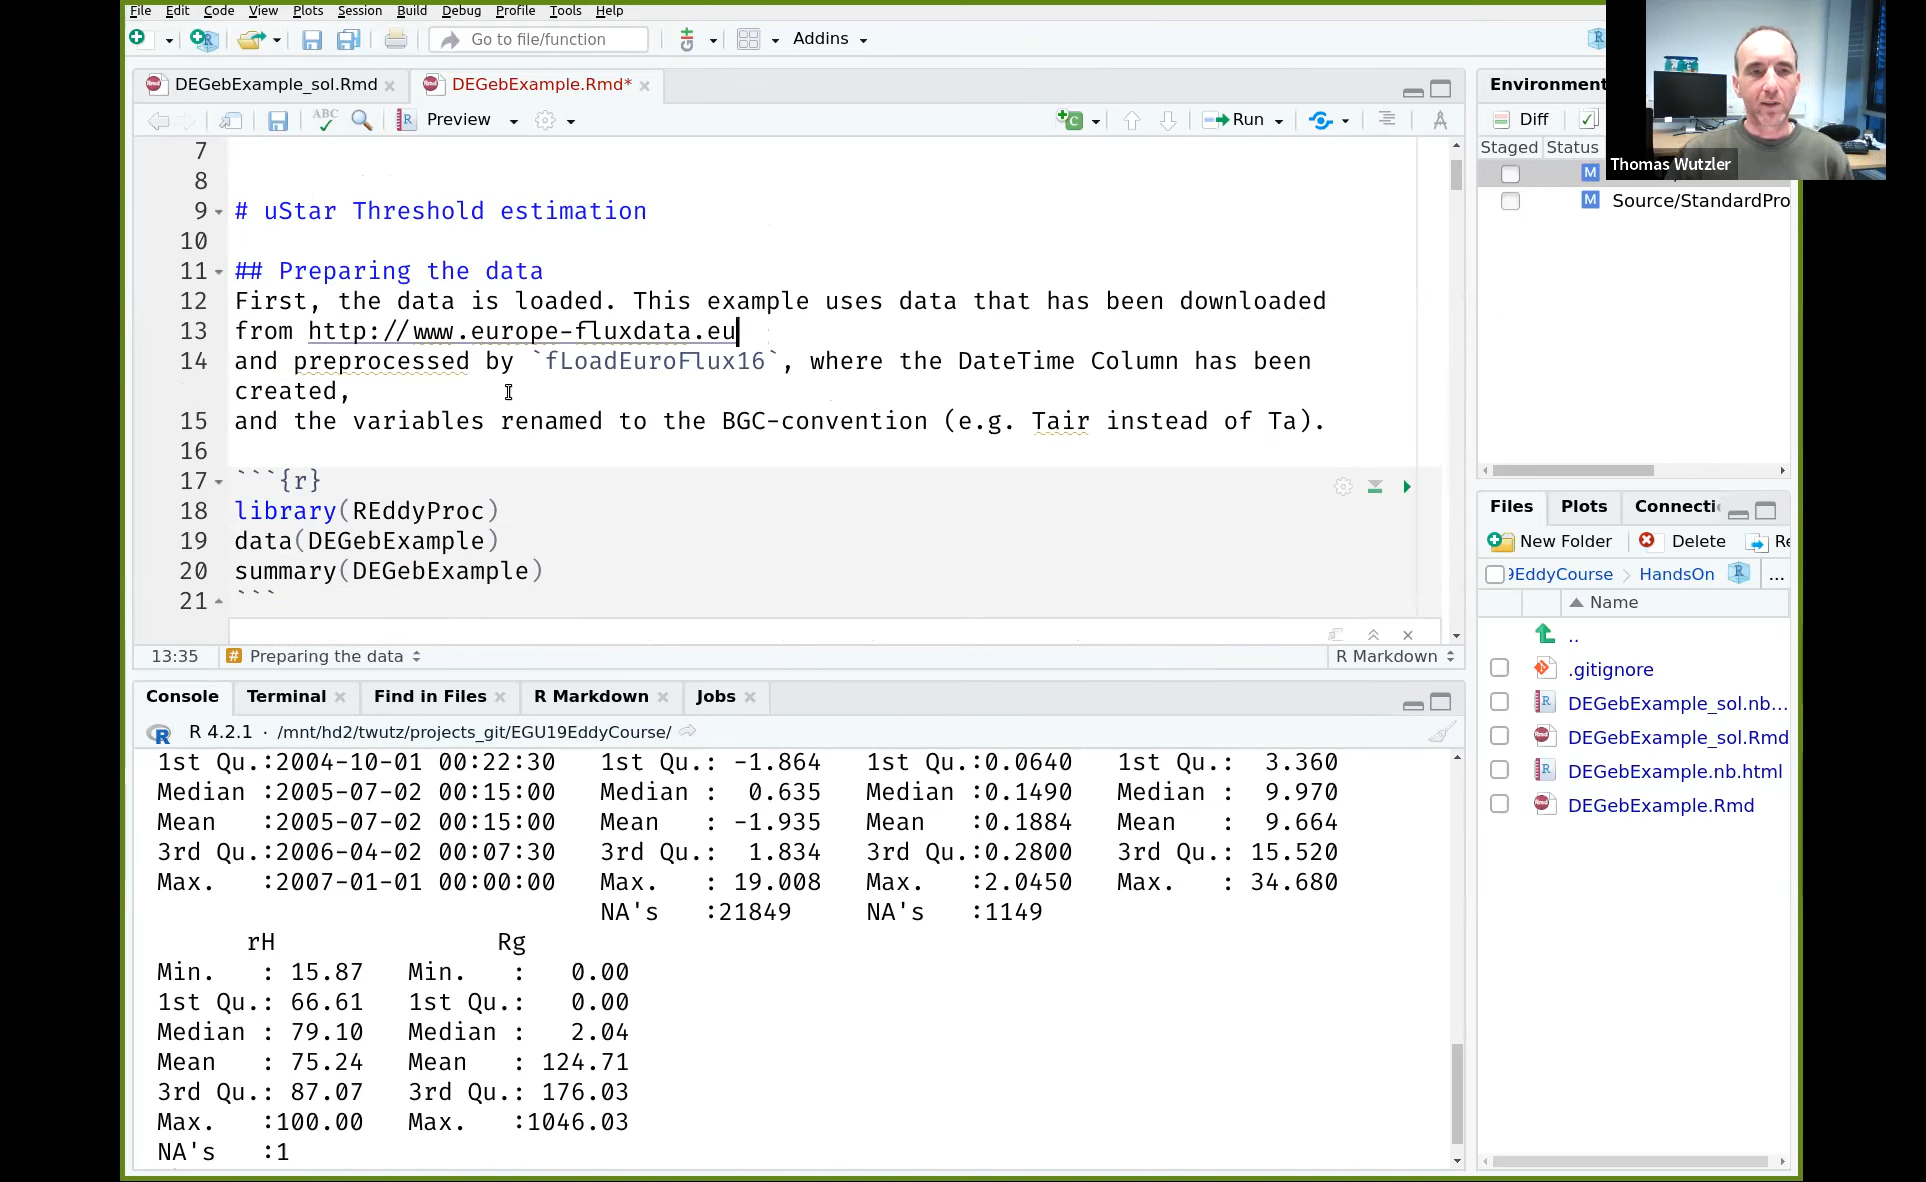 File Edit Code View Plots Session Build Debug Profile Tools Help
Go to file/function Addins
DEGebExample_sol.Rmd DEGebExample.Rmd*
ABC Preview Run
7
8
9 # uStar Threshold estimation
10
11 ## Preparing the data
12 First, the data is loaded. This example uses data that has been downloaded
13 from http://www.europe-fluxdata.eu
14 and preprocessed by `fLoadEuroFlux16`, where the DateTime Column has been
created,
15 and the variables renamed to the BGC-convention (e.g. Tair instead of Ta).
16
17 ```{r}
18 library(REddyProc)
19 data(DEGebExample)
20 summary(DEGebExample)
21 ```
13:35 # Preparing the data R Markdown
Console Terminal Find in Files R Markdown Jobs
R 4.2.1 · /mnt/hd2/twutz/projects_git/EGU19EddyCourse/
1st Qu.:2004-10-01 00:22:30 1st Qu.: -1.864 1st Qu.:0.0640 1st Qu.: 3.360
Median :2005-07-02 00:15:00 Median : 0.635 Median :0.1490 Median : 9.970
Mean :2005-07-02 00:15:00 Mean : -1.935 Mean :0.1884 Mean : 9.664
3rd Qu.:2006-04-02 00:07:30 3rd Qu.: 1.834 3rd Qu.:0.2800 3rd Qu.: 15.520
Max. :2007-01-01 00:00:00 Max. : 19.008 Max. :2.0450 Max. : 34.680
NA's :21849 NA's :1149
rH Rg
Min. : 15.87 Min. : 0.00
1st Qu.: 66.61 1st Qu.: 0.00
Median : 79.10 Median : 2.04
Mean : 75.24 Mean : 124.71
3rd Qu.: 87.07 3rd Qu.: 176.03
Max. :100.00 Max. :1046.03
NA's :1
Environment
Diff
Staged Status
M
M Source/StandardPro
Thomas Wutzler
Files Plots Connecti
New Folder Delete Re
9EddyCourse HandsOn ...
Name
..
.gitignore
DEGebExample_sol.nb...
DEGebExample_sol.Rmd
DEGebExample.nb.html
DEGebExample.Rmd